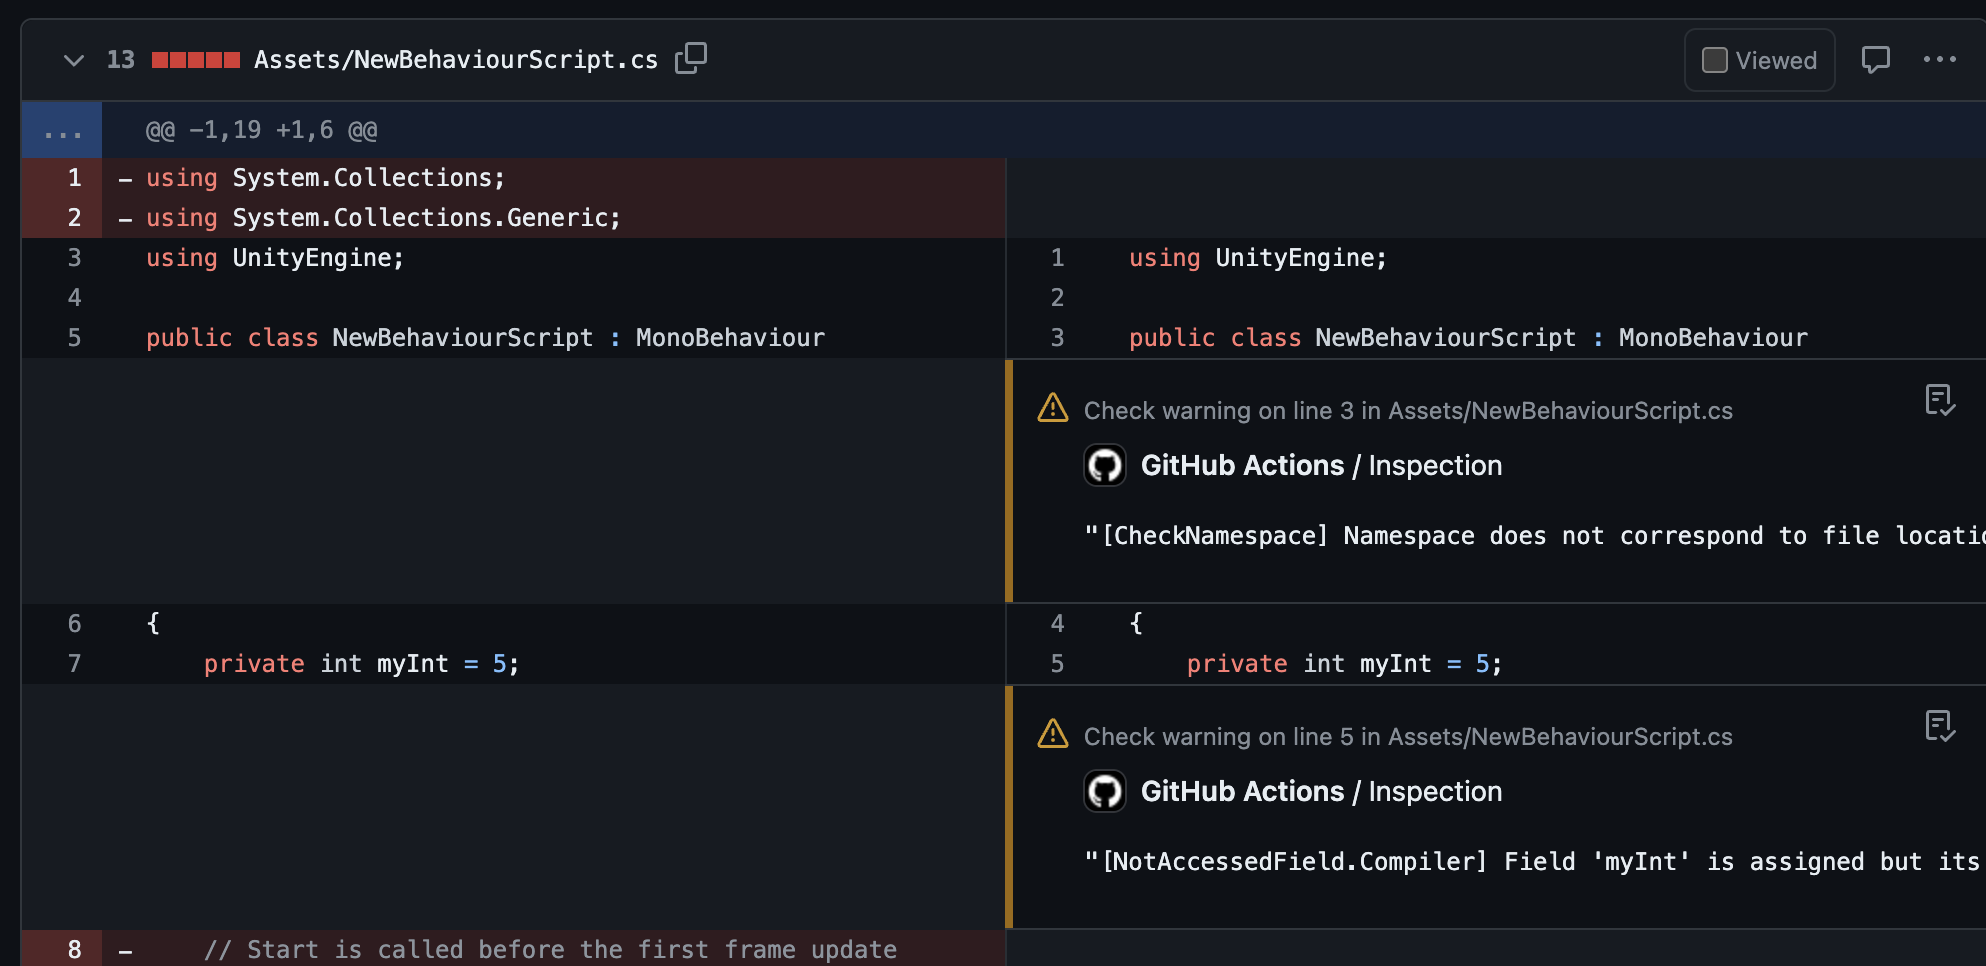 13 Assets/NewBehaviourScript.cs Viewed
... @@ -1,19 +1,6 @@
1 - using System.Collections;
2 - using System.Collections.Generic;
3 using UnityEngine; 1 using UnityEngine;
4 2
5 public class NewBehaviourScript : MonoBehaviour 3 public class NewBehaviourScript : MonoBehaviour
Check warning on line 3 in Assets/NewBehaviourScript.cs
GitHub Actions / Inspection
"[CheckNamespace] Namespace does not correspond to file locatio
6 { 4 {
7 private int myInt = 5; 5 private int myInt = 5;
Check warning on line 5 in Assets/NewBehaviourScript.cs
GitHub Actions / Inspection
"[NotAccessedField.Compiler] Field 'myInt' is assigned but its
8 - // Start is called before the first frame update